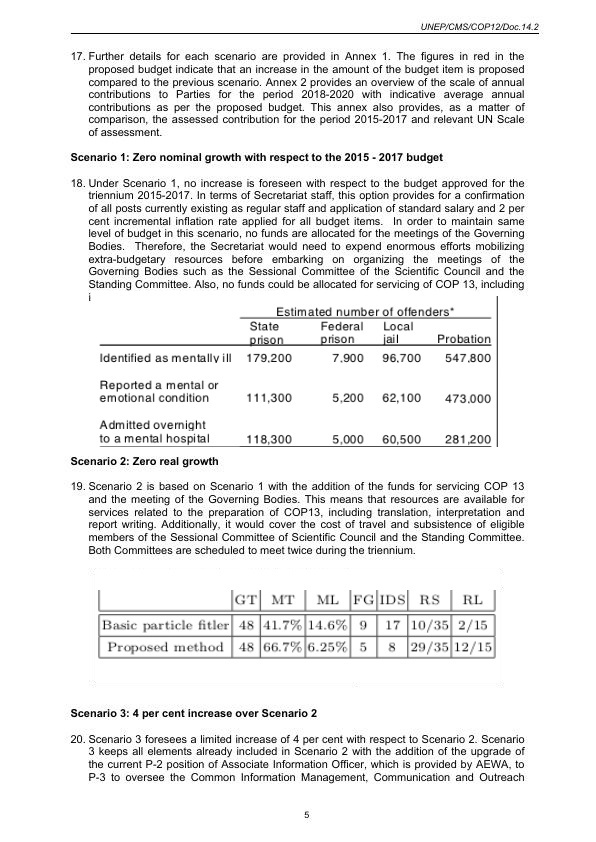 UNEP/CMS/COP12/Doc.14.2
17. Further details for each scenario are provided in Annex 1. The figures in red in the
proposed budget indicate that an increase in the amount of the budget item is proposed
compared to the previous scenario. Annex 2 provides an overview of the scale of annual
contributions to Parties for the period 2018-2020 with indicative average annual
contributions as per the proposed budget. This annex also provides, as a matter of
comparison, the assessed contribution for the period 2015-2017 and relevant UN Scale
of assessment.
Scenario 1: Zero nominal growth with respect to the 2015 - 2017 budget
18. Under Scenario 1, no increase is foreseen with respect to the budget approved for the
triennium 2015-2017. In terms of Secretariat staff, this option provides for a confirmation
of all posts currently existing as regular staff and application of standard salary and 2 per
cent incremental inflation rate applied for all budget items. In order to maintain same
level of budget in this scenario, no funds are allocated for the meetings of the Governing
Bodies. Therefore, the Secretariat would need to expend enormous efforts mobilizing
extra-budgetary resources before embarking on organizing the meetings of the
Governing Bodies such as the Sessional Committee of the Scientific Council and the
Standing Committee. Also, no funds could be allocated for servicing of COP 13, including
i
Estimated number of offenders*
State Federal Local
prison prison jail Probation
Identified as mentally ill 179,200 7,900 96,700 547,800
Reported a mental or
emotional condition 111,300 5,200 62,100 473,000
Admitted overnight
to a mental hospital 118,300 5,000 60,500 281,200
Scenario 2: Zero real growth
19. Scenario 2 is based on Scenario 1 with the addition of the funds for servicing COP 13
and the meeting of the Governing Bodies. This means that resources are available for
services related to the preparation of COP13, including translation, interpretation and
report writing. Additionally, it would cover the cost of travel and subsistence of eligible
members of the Sessional Committee of Scientific Council and the Standing Committee.
Both Committees are scheduled to meet twice during the triennium.
GT MT ML FG IDS RS RL
Basic particle fitler 48 41.7% 14.6% 9 17 10/35 2/15
Proposed method 48 66.7% 6.25% 5 8 29/35 12/15
Scenario 3: 4 per cent increase over Scenario 2
20. Scenario 3 foresees a limited increase of 4 per cent with respect to Scenario 2. Scenario
3 keeps all elements already included in Scenario 2 with the addition of the upgrade of
the current P-2 position of Associate Information Officer, which is provided by AEWA, to
P-3 to oversee the Common Information Management, Communication and Outreach
5